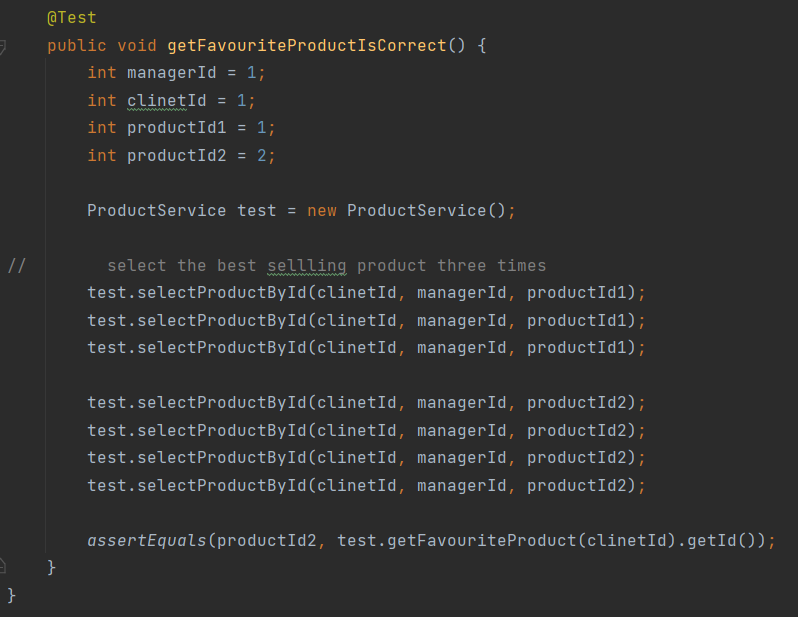 @Test
public void getFavouriteProductIsCorrect() {
int managerId = 1;
int clinetId = 1;
int productId1 = 1;
int productId2 = 2;
ProductService test = new ProductService();
// select the best sellling product three times
test.selectProductById(clinetId, managerId, productId1);
test.selectProductById(clinetId, managerId, productId1);
test.selectProductById(clinetId, managerId, productId1);
test.selectProductById(clinetId, managerId, productId2);
test.selectProductById(clinetId, managerId, productId2);
test.selectProductById(clinetId, managerId, productId2);
test.selectProductById(clinetId, managerId, productId2);
assertEquals(productId2, test.getFavouriteProduct(clinetId).getId());
}
}